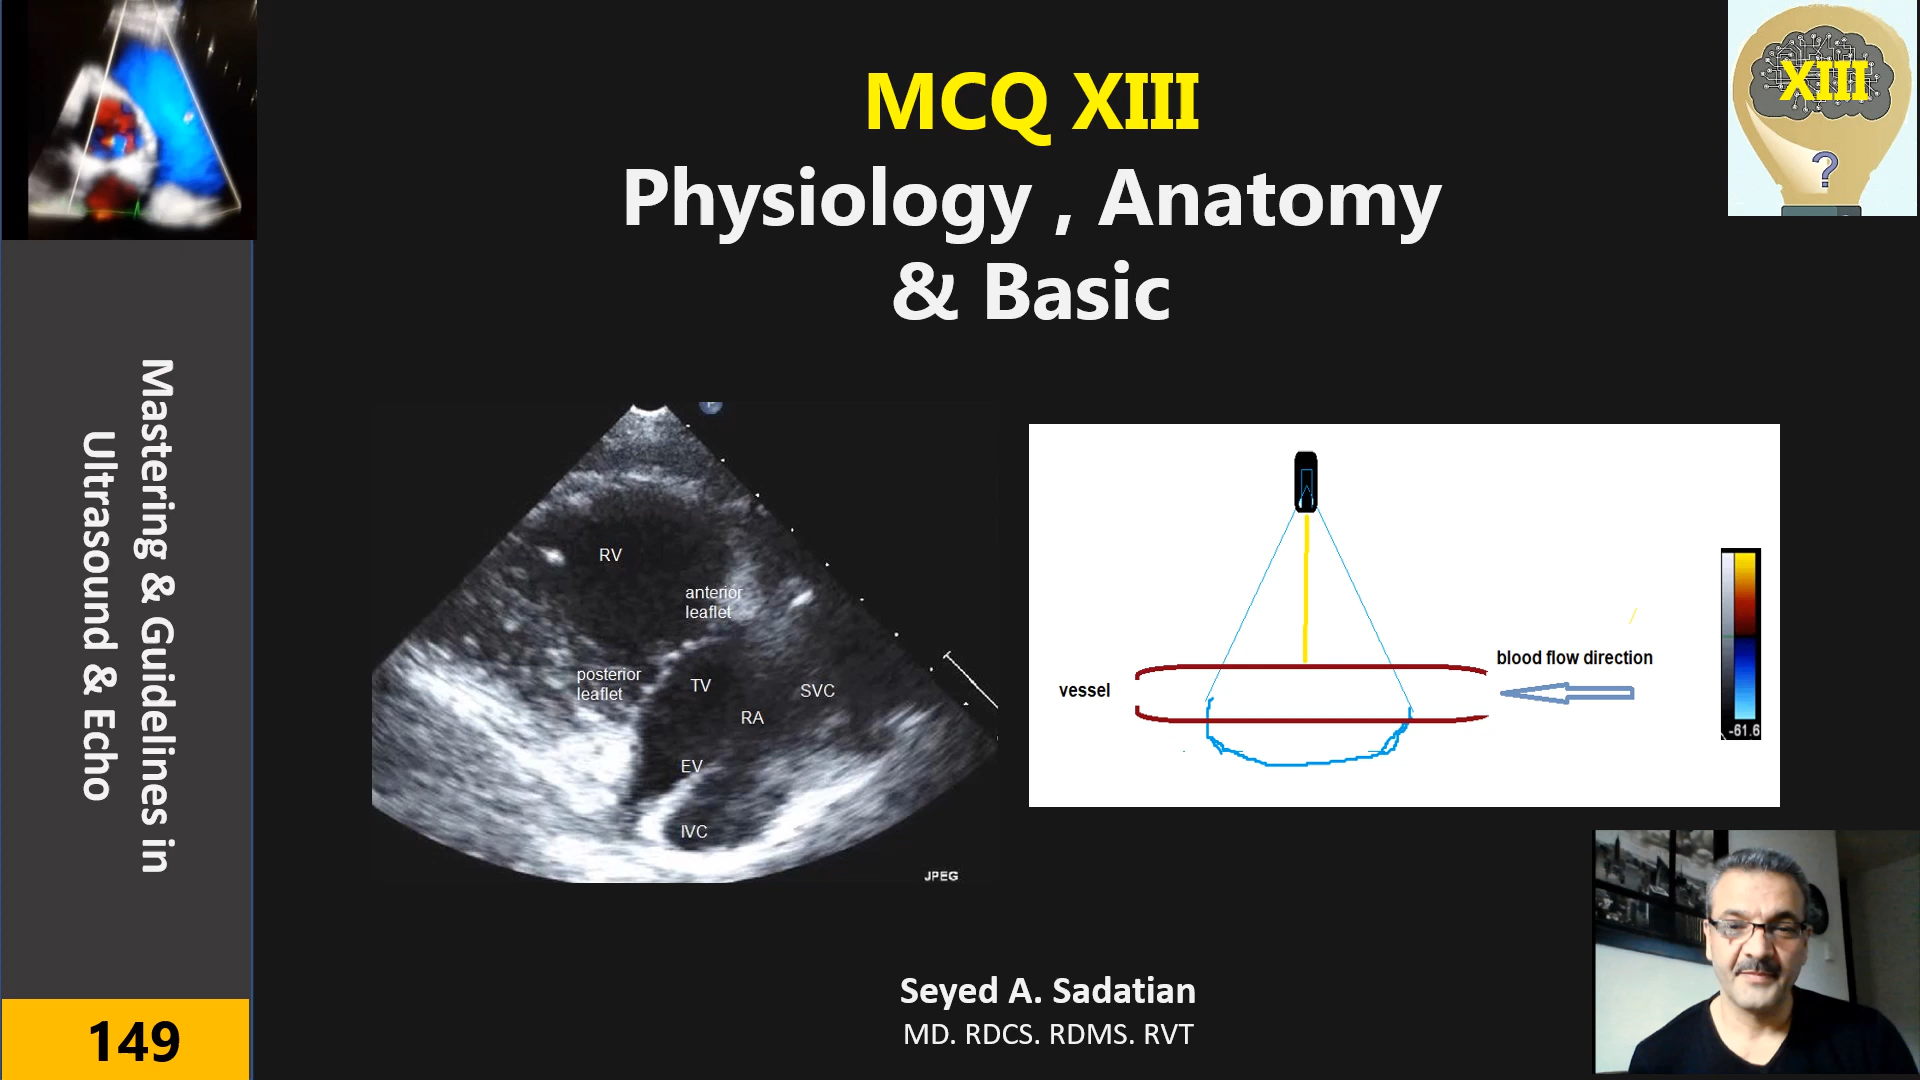 MCQ XIII
Physiology , Anatomy
& Basic
XIII
?
Mastering & Guidelines in
Ultrasound & Echo
149
RV
anterior
leaflet
posterior
leaflet
TV
SVC
RA
EV
IVC
JPEG
vessel
blood flow direction
-61.6
Seyed A. Sadatian
MD. RDCS. RDMS. RVT